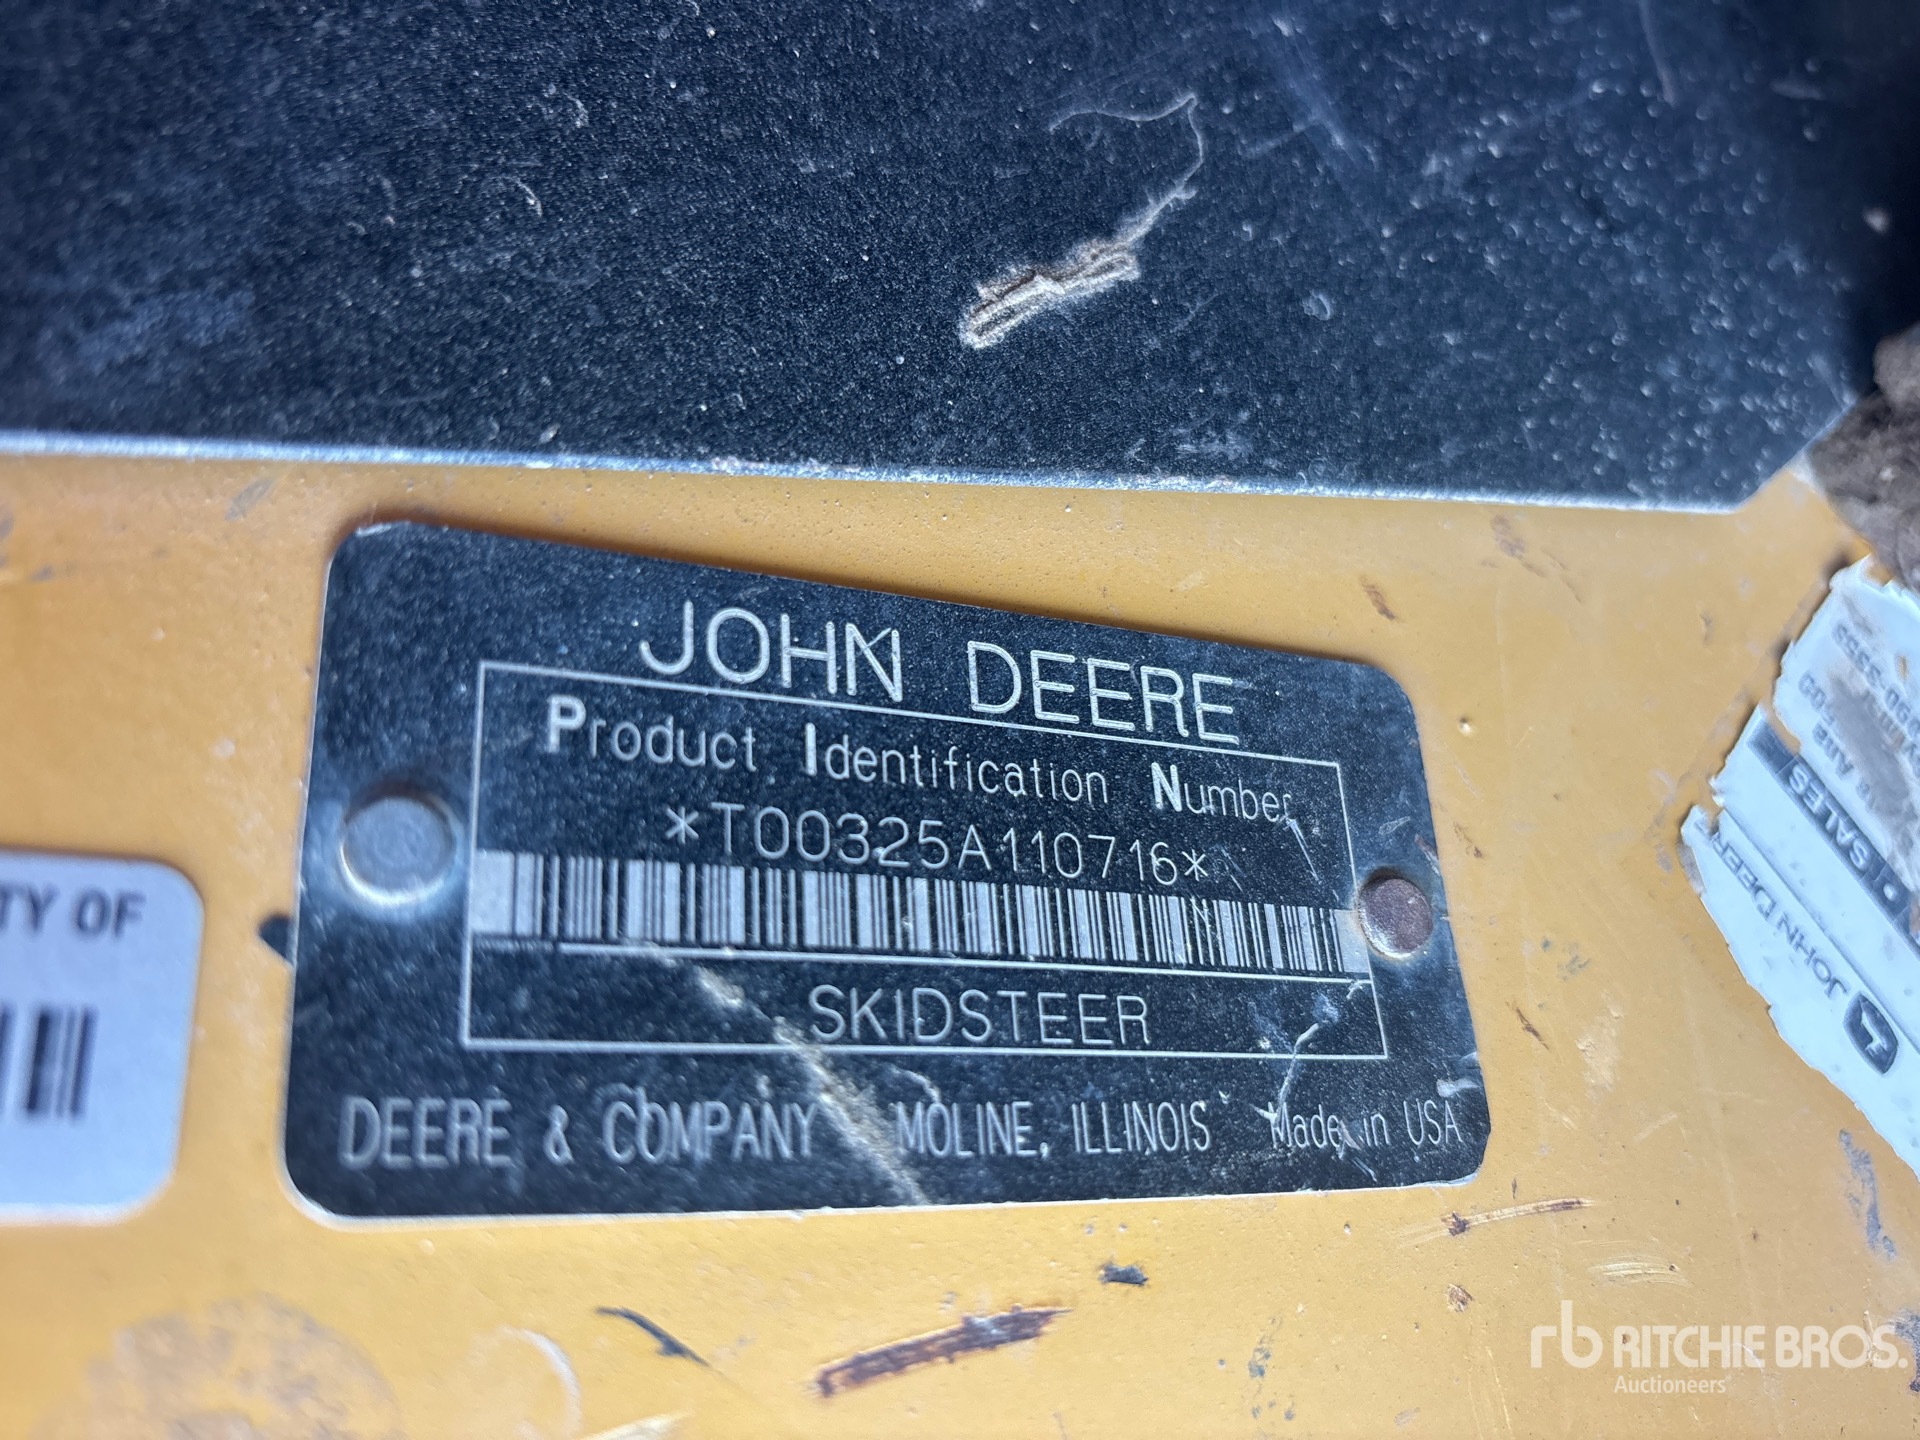 JOHN DEERE
Product Identification Number
*T00325A110716*
SKIDSTEER
DEERE & COMPANY MOLINE, ILLINOIS Made in USA
TY OF
SALES
JOHN DEERE
rb RITCHIE BROS.
Auctioneers